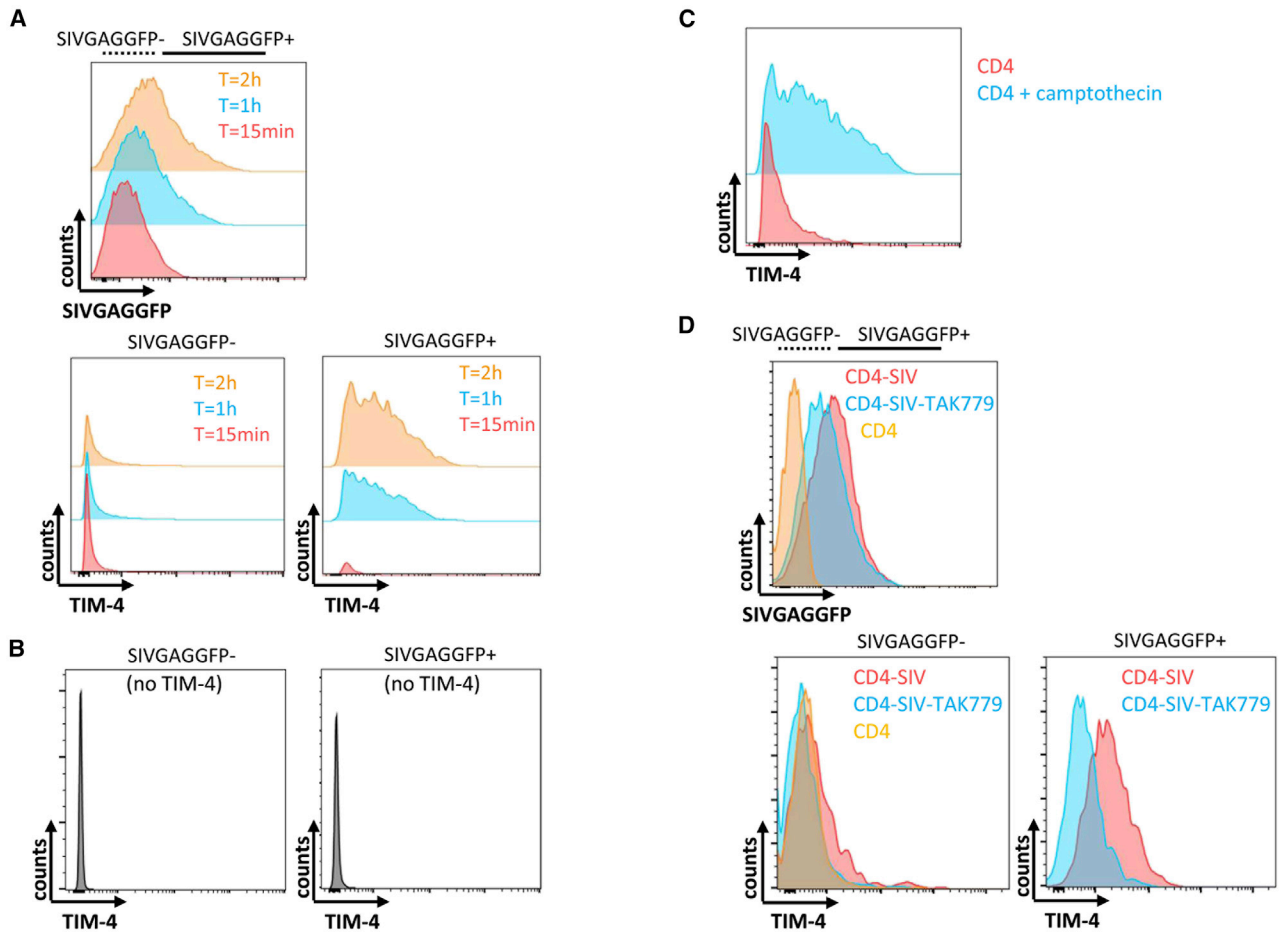 A
SIVGAGGFP- SIVGAGGFP+
T=2h
T=1h
T=15min
counts
SIVGAGGFP
SIVGAGGFP-
T=2h
T=1h
T=15min
counts
TIM-4
SIVGAGGFP+
T=2h
T=1h
T=15min
counts
TIM-4
B
SIVGAGGFP-
(no TIM-4)
counts
TIM-4
SIVGAGGFP+
(no TIM-4)
counts
TIM-4
C
CD4
CD4 + camptothecin
counts
TIM-4
D
SIVGAGGFP- SIVGAGGFP+
CD4-SIV
CD4-SIV-TAK779
CD4
counts
SIVGAGGFP
SIVGAGGFP-
CD4-SIV
CD4-SIV-TAK779
CD4
counts
TIM-4
SIVGAGGFP+
CD4-SIV
CD4-SIV-TAK779
counts
TIM-4